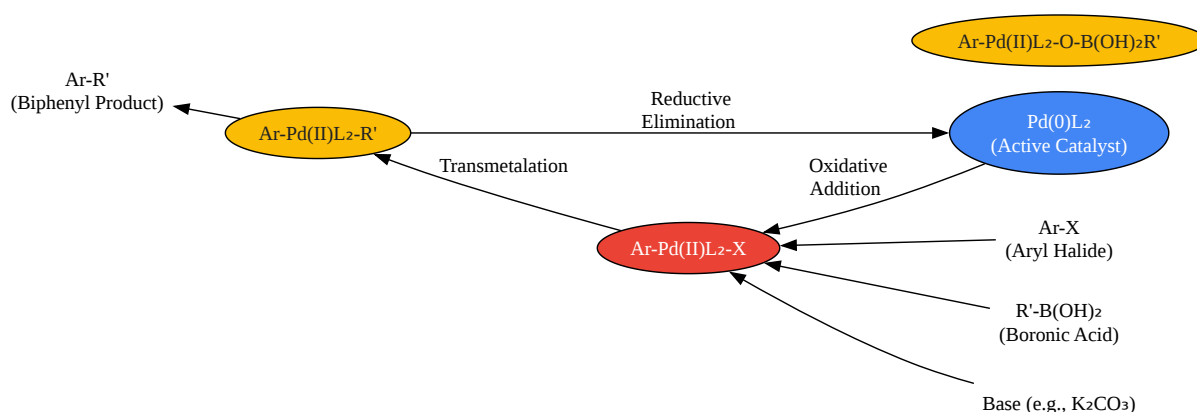 Ar-Pd(II)L₂-O-B(OH)₂R'
Ar-R'
(Biphenyl Product)
Ar-Pd(II)L₂-R'
Reductive
Elimination
Pd(0)L₂
(Active Catalyst)
Transmetalation
Oxidative
Addition
Ar-Pd(II)L₂-X
Ar-X
(Aryl Halide)
R'-B(OH)₂
(Boronic Acid)
Base (e.g., K₂CO₃)